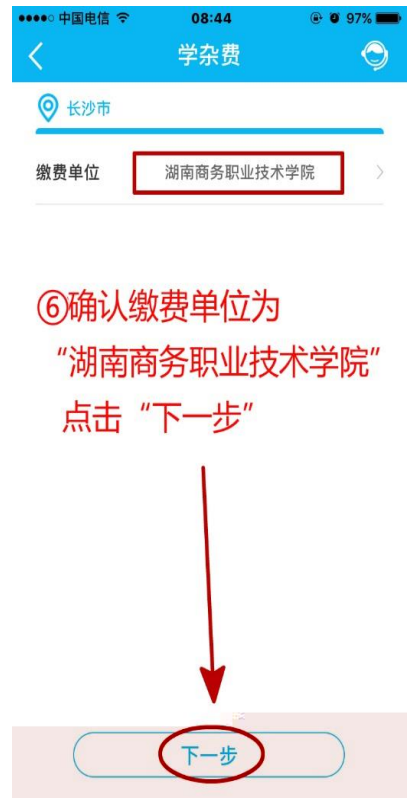 中国电信 08:44 97%
学杂费
长沙市
缴费单位 湖南商务职业技术学院
⑥确认缴费单位为
“湖南商务职业技术学院”
点击“下一步”
下一步